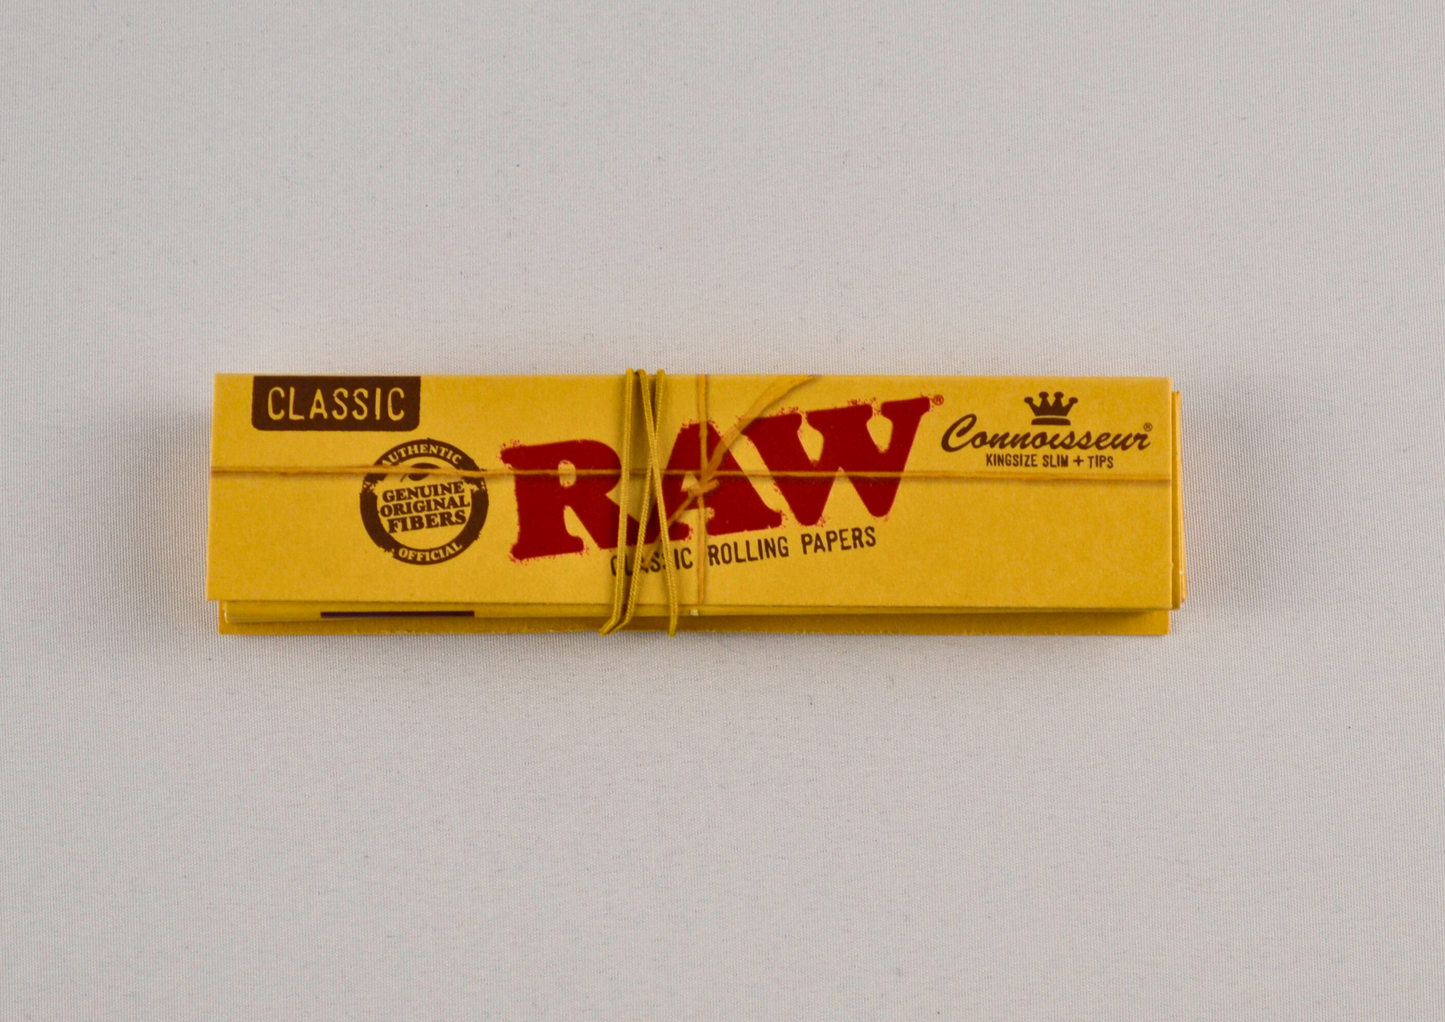 CLASSIC
AUTHENTIC
GENUINE
ORIGINAL
FIBERS
OFFICIAL
RAW®
CLASSIC ROLLING PAPERS
Connoisseur®
KINGSIZE SLIM + TIPS